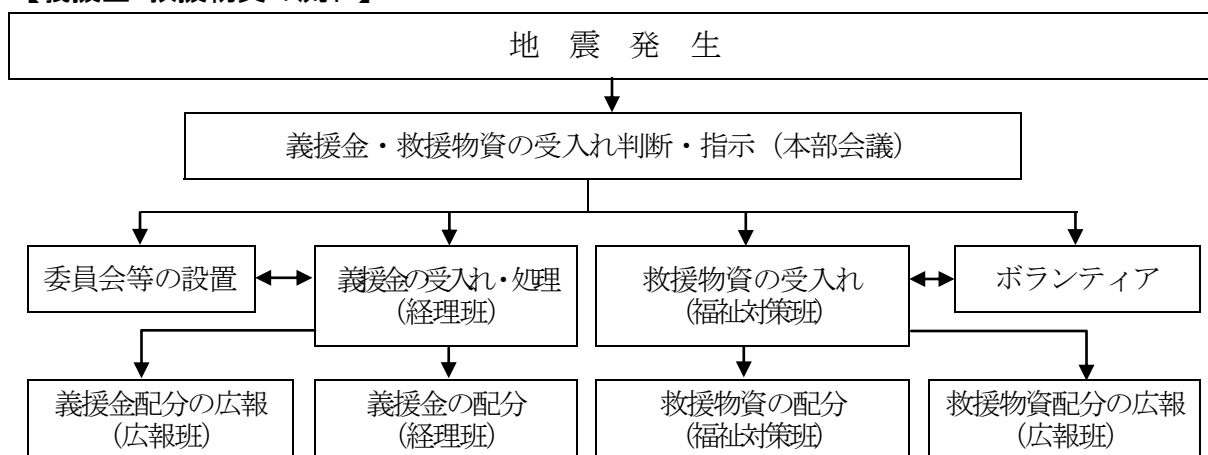 地 震 発 生
義援金・救援物資の受入れ判断・指示（本部会議）
委員会等の設置
義援金の受入れ・処理
（経理班）
救援物資の受入れ
（福祉対策班）
ボランティア
義援金配分の広報
（広報班）
義援金の配分
（経理班）
救援物資の配分
（福祉対策班）
救援物資配分の広報
（広報班）